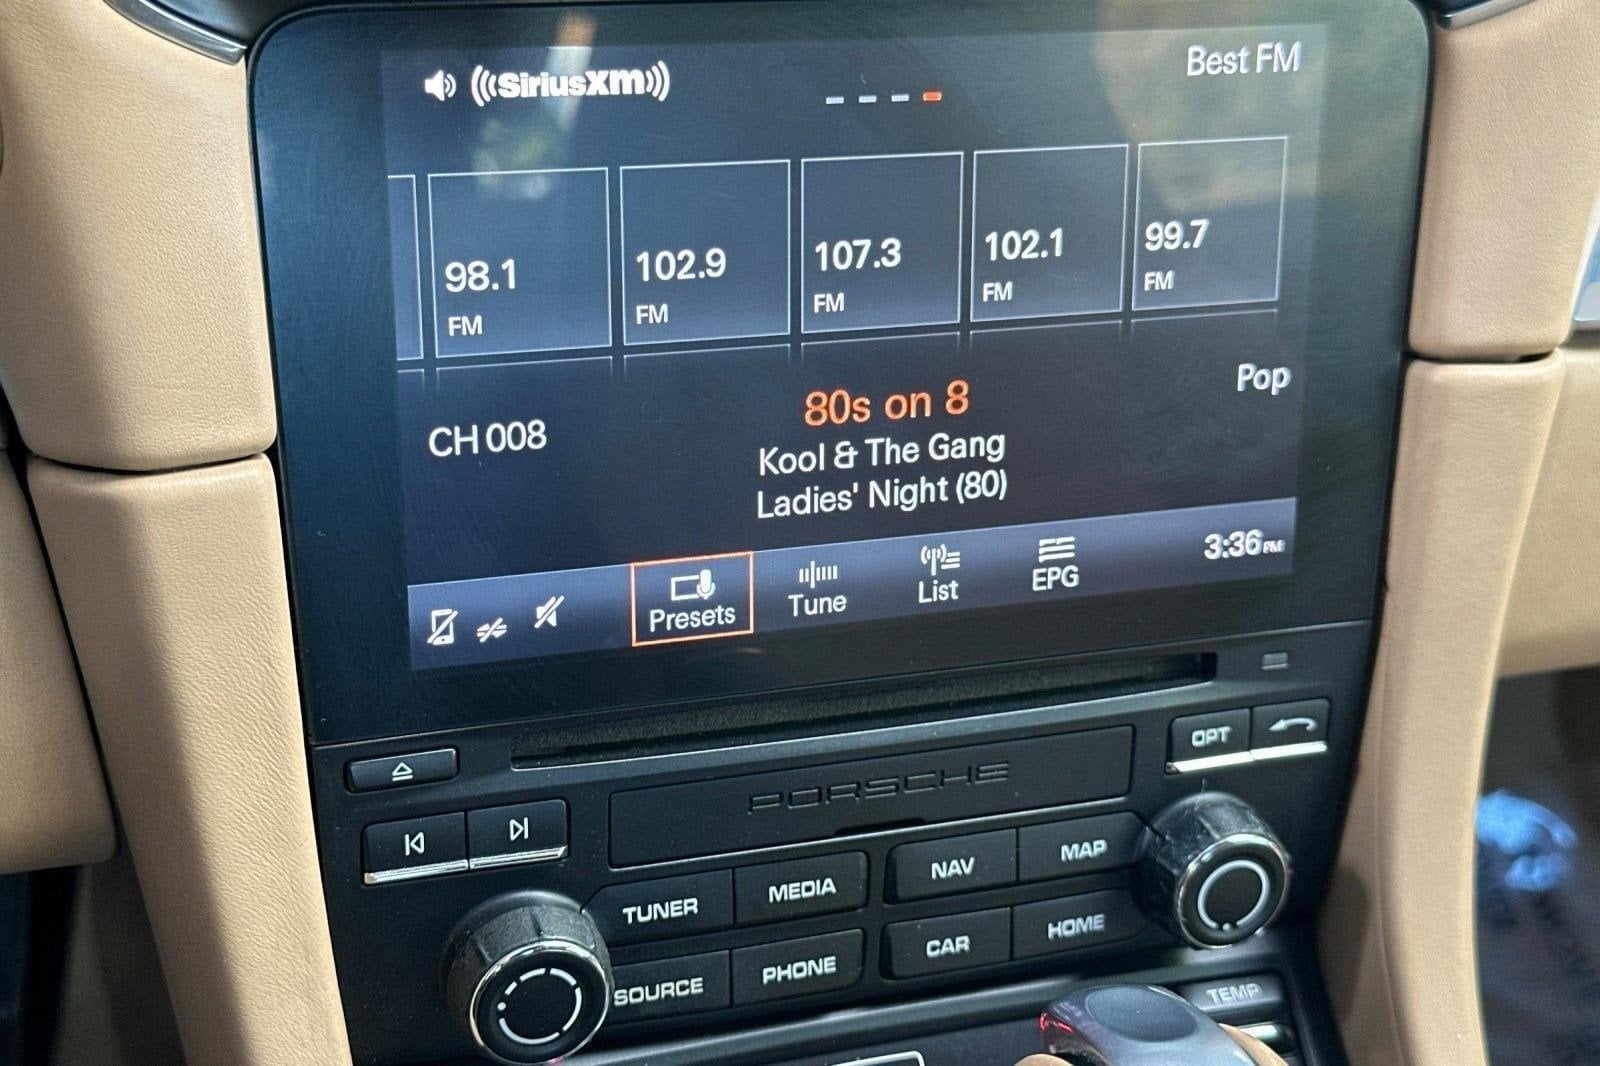 SiriusXM
Best FM
98.1
FM
102.9
FM
107.3
FM
102.1
FM
99.7
FM
CH 008
80s on 8
Pop
Kool & The Gang
Ladies' Night (80)
Presets
Tune
List
EPG
3:36 PM
OPT
PORSCHE
TUNER
MEDIA
NAV
MAP
SOURCE
PHONE
CAR
HOME
TEMP